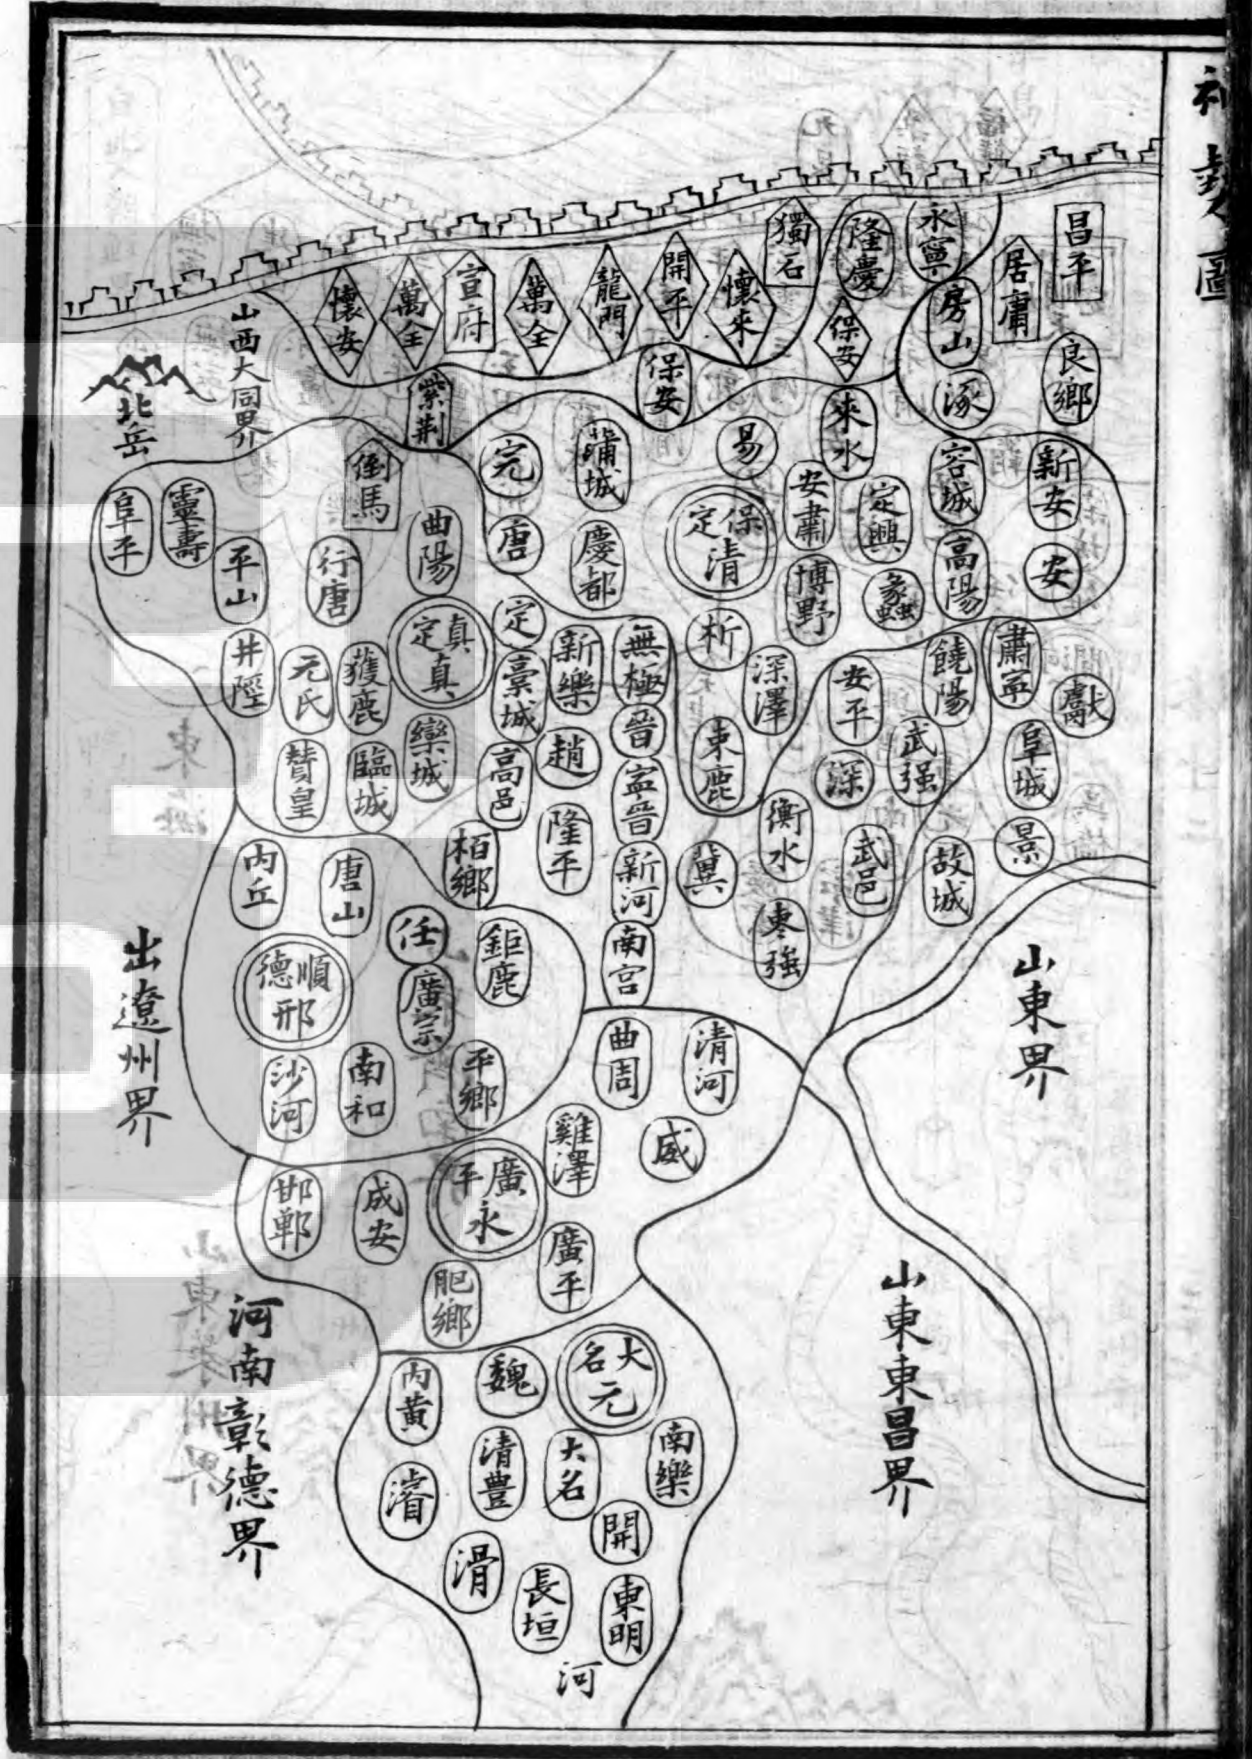 昌平
居庸
永寧
隆慶
獨石
懷來
開平
龍門
萬全
宣府
萬全
懷安
保安
房山
涿
良鄉
保安
紫荆
山西大同界
北岳
倒馬
完
易
淶水
容城
新安
安
高陽
定興
安肅
博野
蠡
保定
清
慶都
唐
曲陽
行唐
平山
靈壽
阜平
井陘
元氏
獲鹿
真定
真
定
新樂
無極
藁城
深澤
束鹿
安平
饒陽
肅寧
獻
阜城
景
故城
武强
深
衡水
武邑
棗強
冀
晉
寧晉
新河
南宮
趙
隆平
高邑
欒城
臨城
贊皇
柏鄉
唐山
內丘
任
鉅鹿
廣宗
順德
邢
平鄉
南和
沙河
清河
曲周
威
雞澤
廣平
永
成安
邯鄲
廣平
肥鄉
大名
元
魏
內黃
南樂
大名
清豐
濬
開
滑
長垣
東明
河
山東界
山東東昌界
出遼州界
河南彰德界